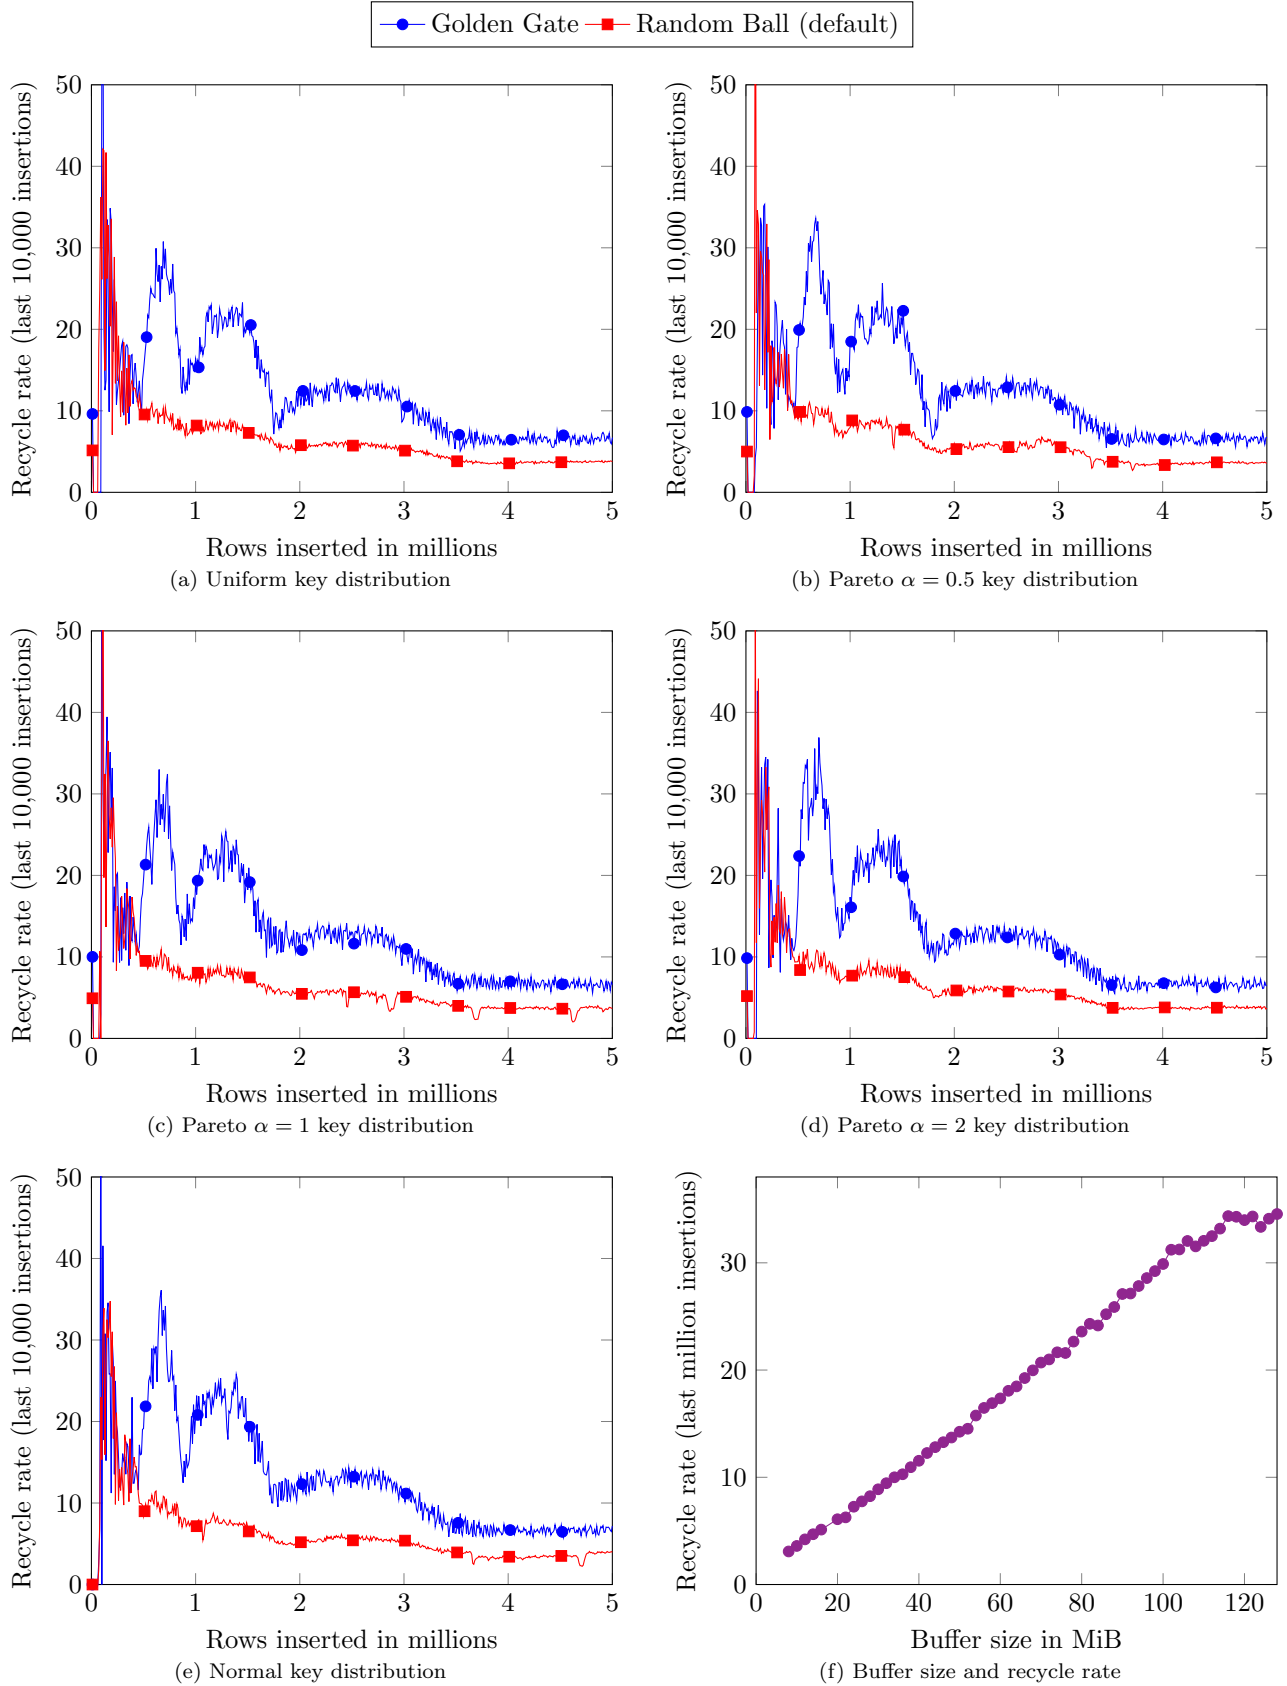 Golden Gate Random Ball (default)
Recycle rate (last 10,000 insertions)
50
40
30
20
10
0
0 1 2 3 4 5
Rows inserted in millions
(a) Uniform key distribution
Recycle rate (last 10,000 insertions)
50
40
30
20
10
0
0 1 2 3 4 5
Rows inserted in millions
(b) Pareto α = 0.5 key distribution
Recycle rate (last 10,000 insertions)
50
40
30
20
10
0
0 1 2 3 4 5
Rows inserted in millions
(c) Pareto α = 1 key distribution
Recycle rate (last 10,000 insertions)
50
40
30
20
10
0
0 1 2 3 4 5
Rows inserted in millions
(d) Pareto α = 2 key distribution
Recycle rate (last 10,000 insertions)
50
40
30
20
10
0
0 1 2 3 4 5
Rows inserted in millions
(e) Normal key distribution
Recycle rate (last million insertions)
30
20
10
0
0 20 40 60 80 100 120
Buffer size in MiB
(f) Buffer size and recycle rate